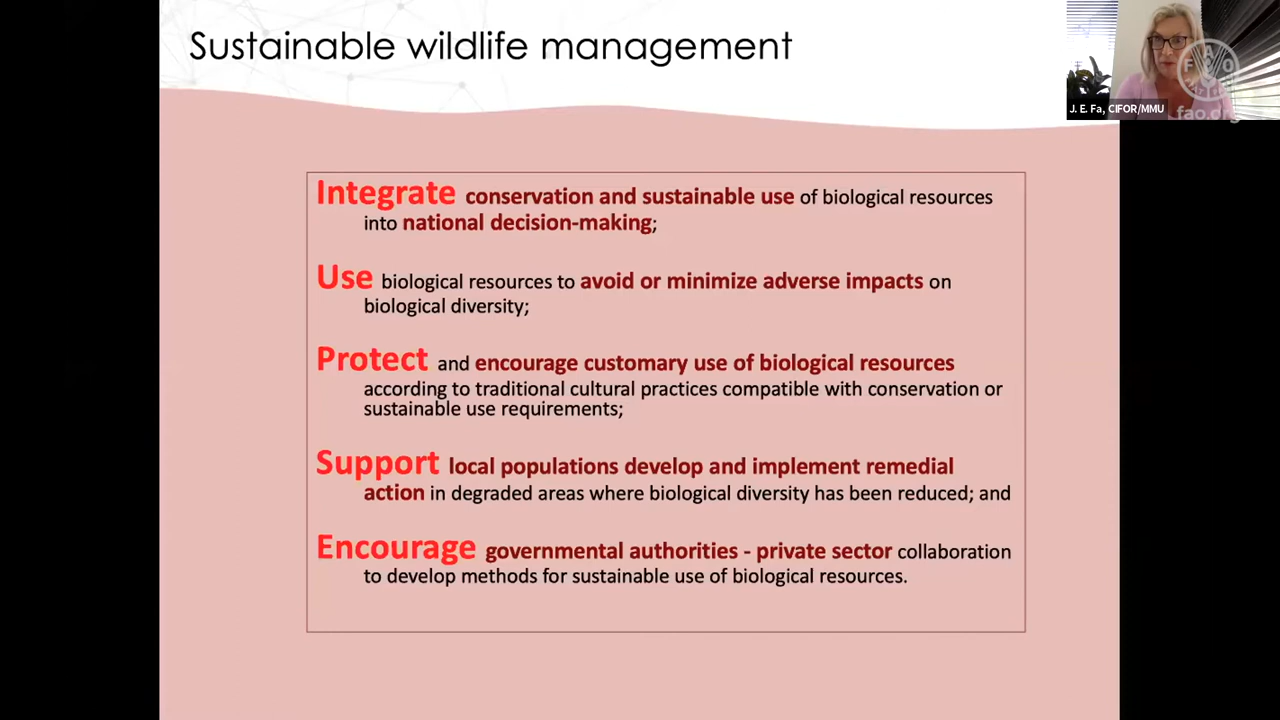 Sustainable wildlife management
J. E. Fa, CIFOR/MMU
F A O
fao.org
Integrate conservation and sustainable use of biological resources
into national decision-making;
Use biological resources to avoid or minimize adverse impacts on
biological diversity;
Protect and encourage customary use of biological resources
according to traditional cultural practices compatible with conservation or
sustainable use requirements;
Support local populations develop and implement remedial
action in degraded areas where biological diversity has been reduced; and
Encourage governmental authorities - private sector collaboration
to develop methods for sustainable use of biological resources.